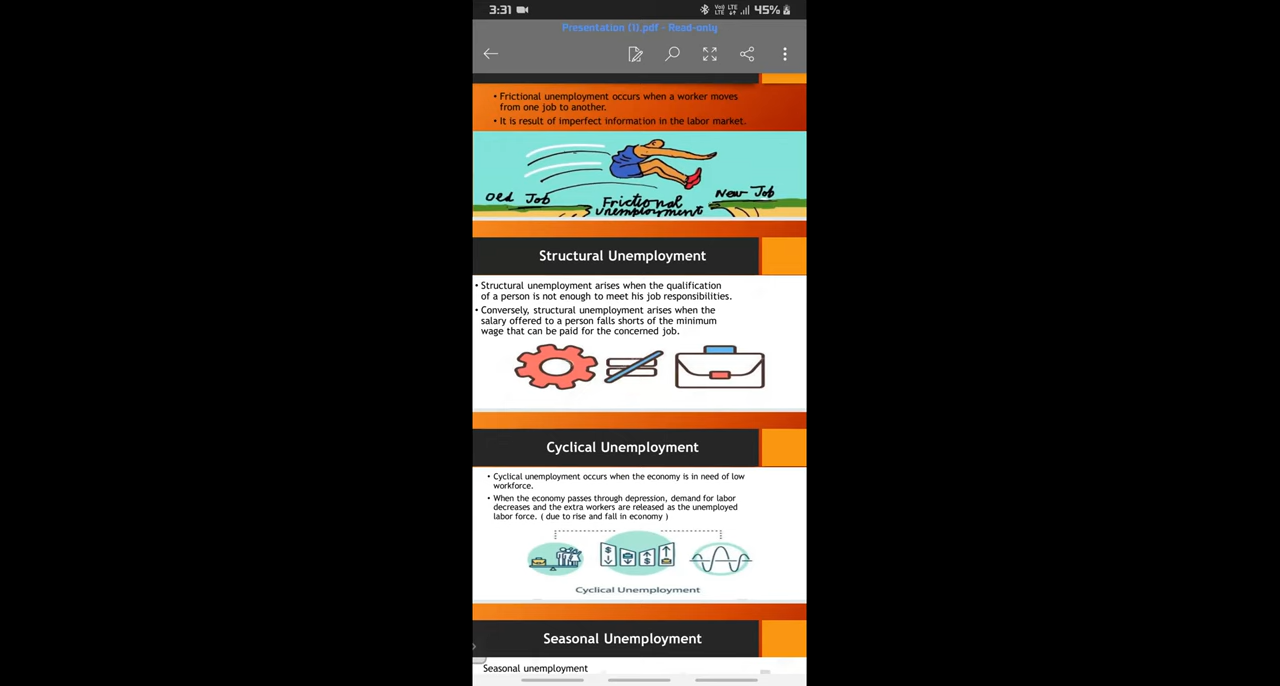 3:31 Vo) LTE 45%
LTE
Presentation (1).pdf - Read-only
• Frictional unemployment occurs when a worker moves
from one job to another.
• It is result of imperfect information in the labor market.
Old Job Frictional New Job
Unemployment
Structural Unemployment
• Structural unemployment arises when the qualification
of a person is not enough to meet his job responsibilities.
• Conversely, structural unemployment arises when the
salary offered to a person falls shorts of the minimum
wage that can be paid for the concerned job.
Cyclical Unemployment
• Cyclical unemployment occurs when the economy is in need of low
workforce.
• When the economy passes through depression, demand for labor
decreases and the extra workers are released as the unemployed
labor force. ( due to rise and fall in economy )
$ $
Cyclical Unemployment
Seasonal Unemployment
Seasonal unemployment